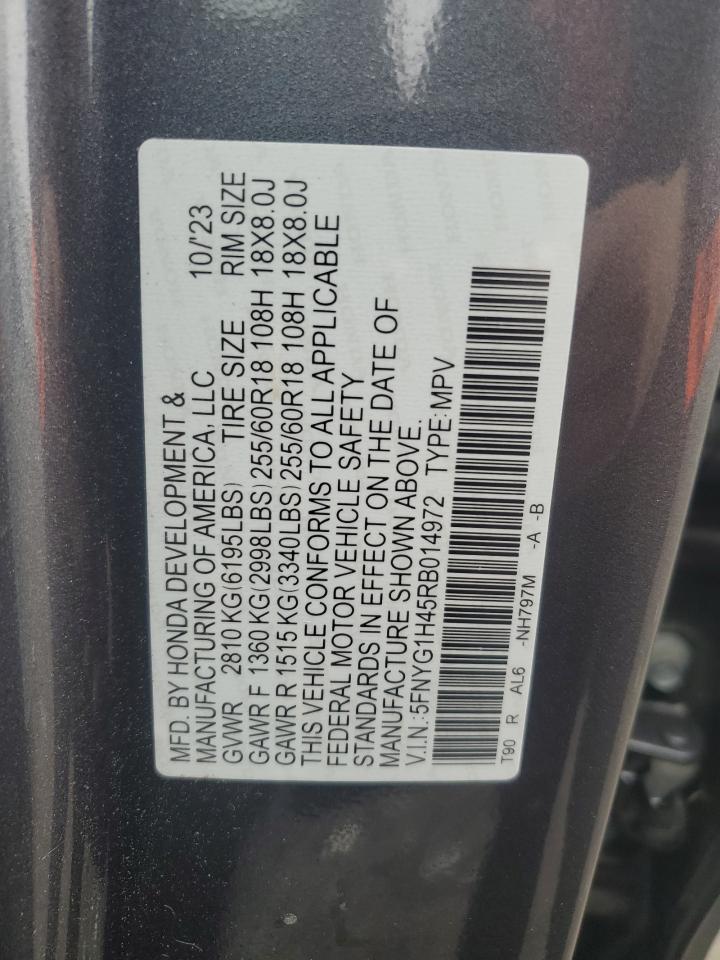 MFD. BY HONDA DEVELOPMENT &
MANUFACTURING OF AMERICA, LLC 10/'23
GVWR 2810 KG(6195LBS) TIRE SIZE RIM SIZE
GAWR F 1360 KG(2998LBS) 255/60R18 108H 18X8.0J
GAWR R 1515 KG(3340LBS) 255/60R18 108H 18X8.0J
THIS VEHICLE CONFORMS TO ALL APPLICABLE
FEDERAL MOTOR VEHICLE SAFETY
STANDARDS IN EFFECT ON THE DATE OF
MANUFACTURE SHOWN ABOVE.
V.I.N.:5FNYG1H45RB014972 TYPE:MPV
T90 R AL6 -NH797M -A -B